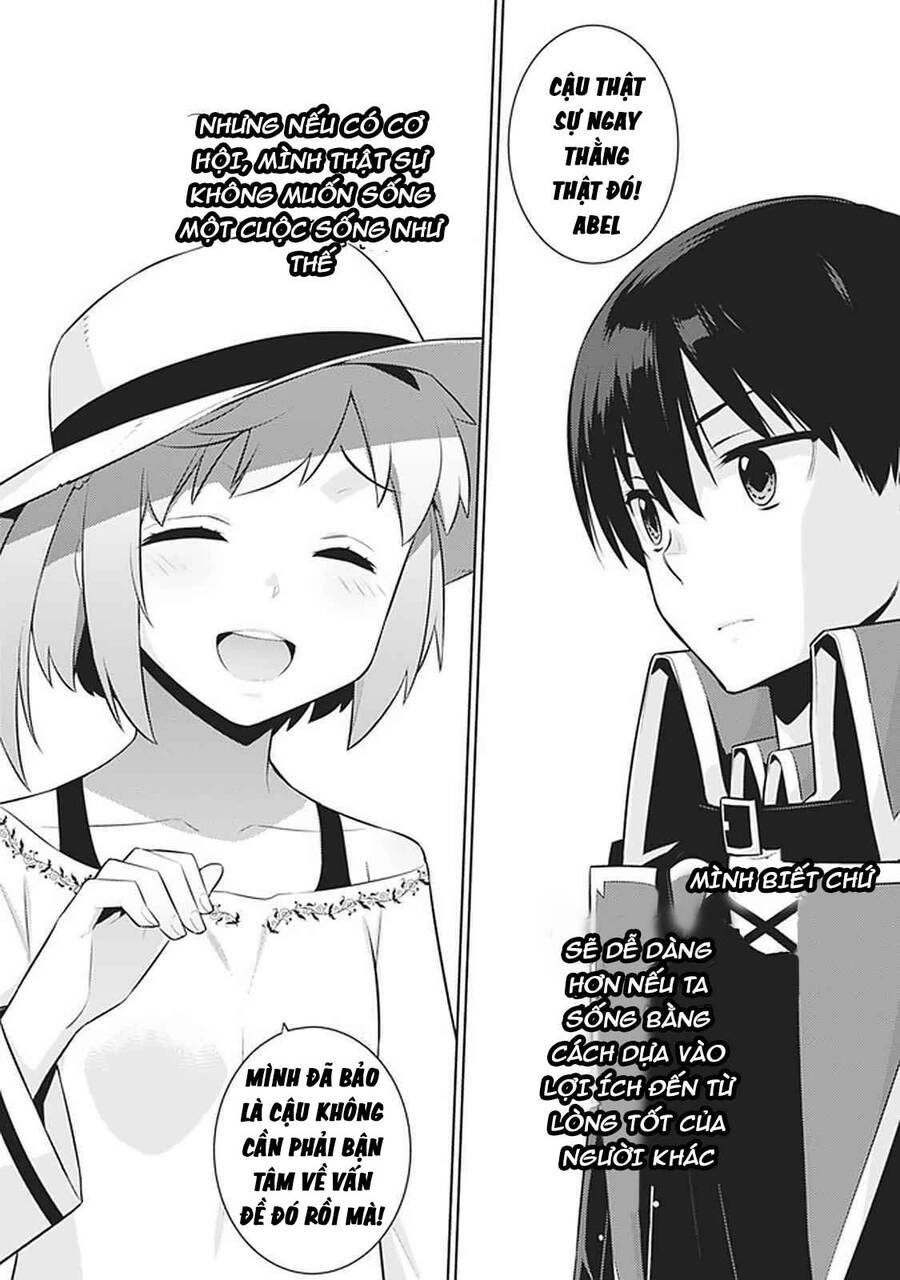 CẬU THẬT
SỰ NGAY
THẲNG
THẬT ĐÓ!
ABEL
MÌNH BIẾT CHỨ
SẼ DỄ DÀNG
HƠN NẾU TA
SỐNG BẰNG
CÁCH DỰA VÀO
LỢI ÍCH ĐẾN TỪ
LÒNG TỐT CỦA
NGƯỜI KHÁC
NHƯNG NẾU CÓ CƠ
HỘI, MÌNH THẬT SỰ
KHÔNG MUỐN SỐNG
MỘT CUỘC SỐNG NHƯ
THẾ
MÌNH ĐÃ BẢO
LÀ CẬU KHÔNG
CẦN PHẢI BẬN
TÂM VỀ VẤN
ĐỀ ĐÓ RỒI MÀ!